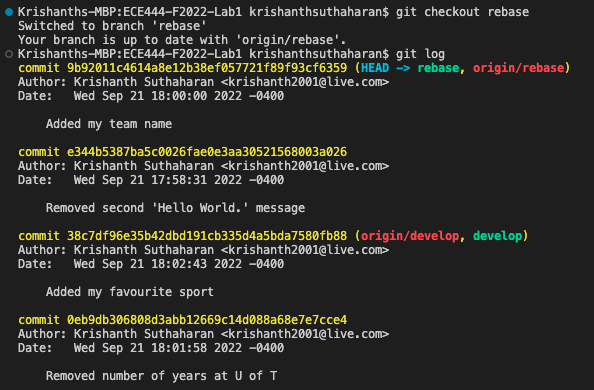 Krishanths-MBP:ECE444-F2022-Lab1 krishanthsuthaharan$ git checkout rebase
Switched to branch 'rebase'
Your branch is up to date with 'origin/rebase'.
Krishanths-MBP:ECE444-F2022-Lab1 krishanthsuthaharan$ git log
commit 9b92011c4614a8e12b38ef057721f89f93cf6359 (HEAD -> rebase, origin/rebase)
Author: Krishanth Suthaharan <krishanth2001@live.com>
Date:   Wed Sep 21 18:00:00 2022 -0400
    Added my team name
commit e344b5387ba5c0026fae0e3aa30521568003a026
Author: Krishanth Suthaharan <krishanth2001@live.com>
Date:   Wed Sep 21 17:58:31 2022 -0400
    Removed second 'Hello World.' message
commit 38c7df96e35b42dbd191cb335d4a5bda7580fb88 (origin/develop, develop)
Author: Krishanth Suthaharan <krishanth2001@live.com>
Date:   Wed Sep 21 18:02:43 2022 -0400
    Added my favourite sport
commit 0eb9db306808d3abb12669c14d088a68e7e7cce4
Author: Krishanth Suthaharan <krishanth2001@live.com>
Date:   Wed Sep 21 18:01:58 2022 -0400
    Removed number of years at U of T